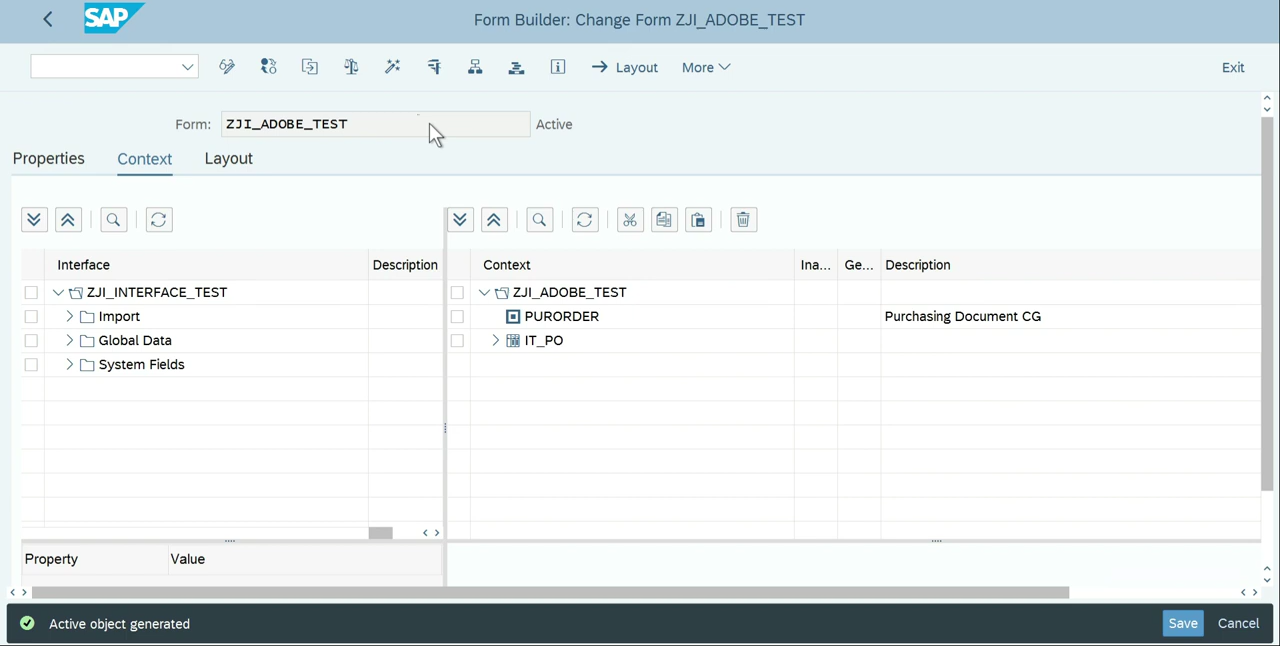 SAP
Form Builder: Change Form ZJI_ADOBE_TEST
Layout More Exit
Form: ZJI_ADOBE_TEST Active
Properties Context Layout
Interface Description Context Ina... Ge... Description
ZJI_INTERFACE_TEST ZJI_ADOBE_TEST
Import PURORDER Purchasing Document CG
Global Data IT_PO
System Fields
Property Value
Active object generated Save Cancel